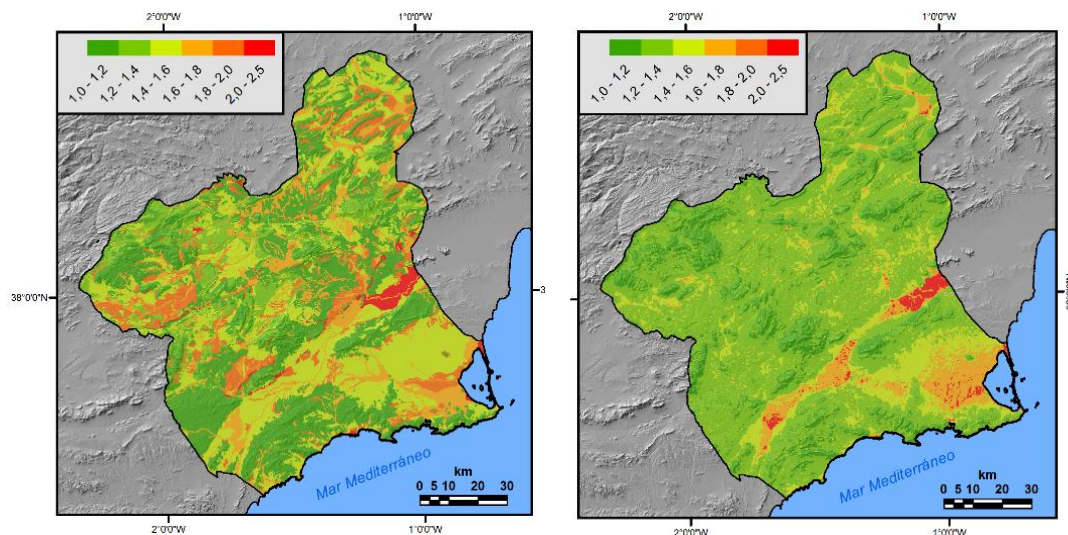 2°0'0"W
1°0'0"W
1,0 - 1,2
1,2 - 1,4
1,4 - 1,6
1,6 - 1,8
1,8 - 2,0
2,0 - 2,5
38°0'0"N
Mar Mediterráneo
km
0 5 10 20 30
2°0'0"W
1°0'0"W
2°0'0"W
1°0'0"W
1,0 - 1,2
1,2 - 1,4
1,4 - 1,6
1,6 - 1,8
1,8 - 2,0
2,0 - 2,5
3
Mar Mediterráneo
km
0 5 10 20 30
2°0'0"W
1°0'0"W